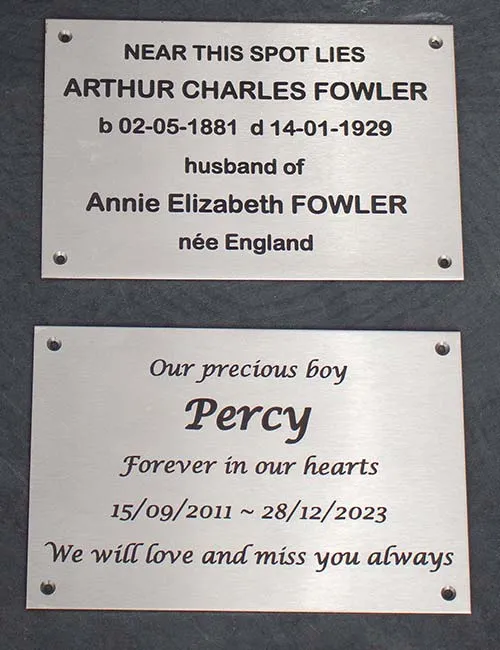 NEAR THIS SPOT LIES
ARTHUR CHARLES FOWLER
b 02-05-1881 d 14-01-1929
husband of
Annie Elizabeth FOWLER
née England
Our precious boy
Percy
Forever in our hearts
15/09/2011 ~ 28/12/2023
We will love and miss you always